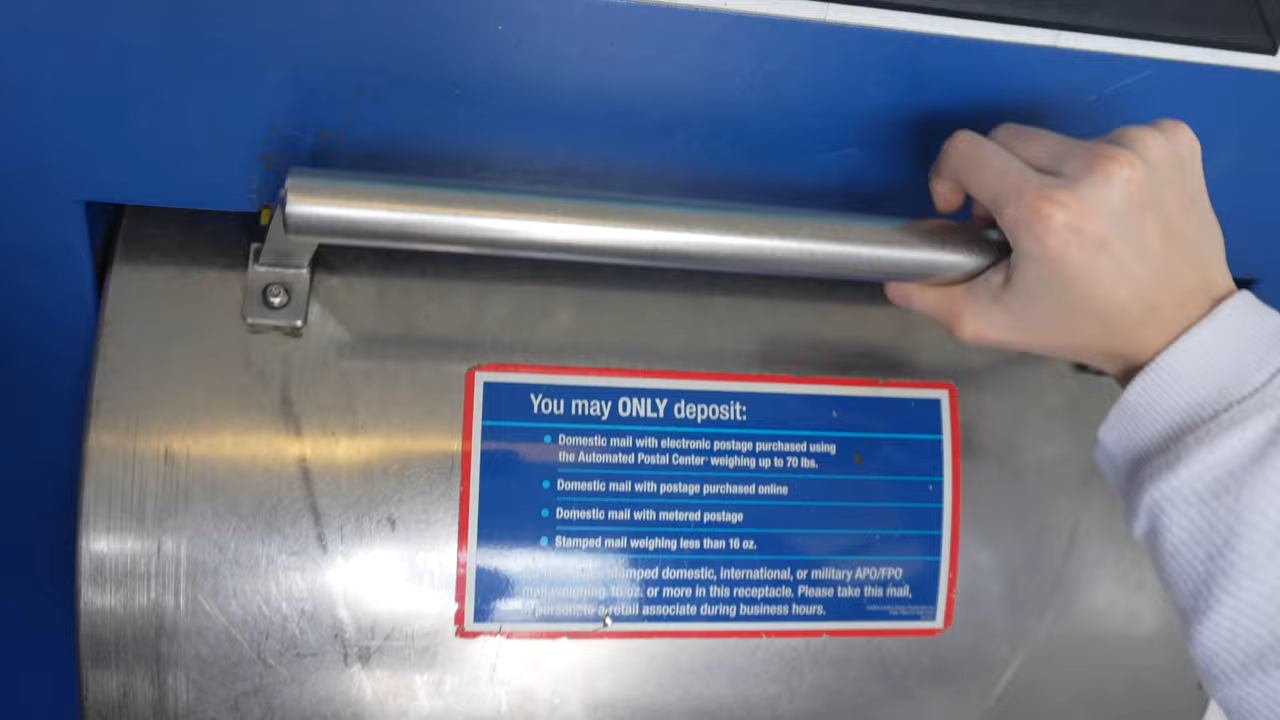 You may ONLY deposit:
Domestic mail with electronic postage purchased using
the Automated Postal Center weighing up to 70 lbs.
Domestic mail with postage purchased online
Domestic mail with metered postage
Stamped mail weighing less than 16 oz.
stamped domestic, international, or military APO/FPO
mail weighing 16 oz. or more in this receptacle. Please take this mail,
in person, to a retail associate during business hours.